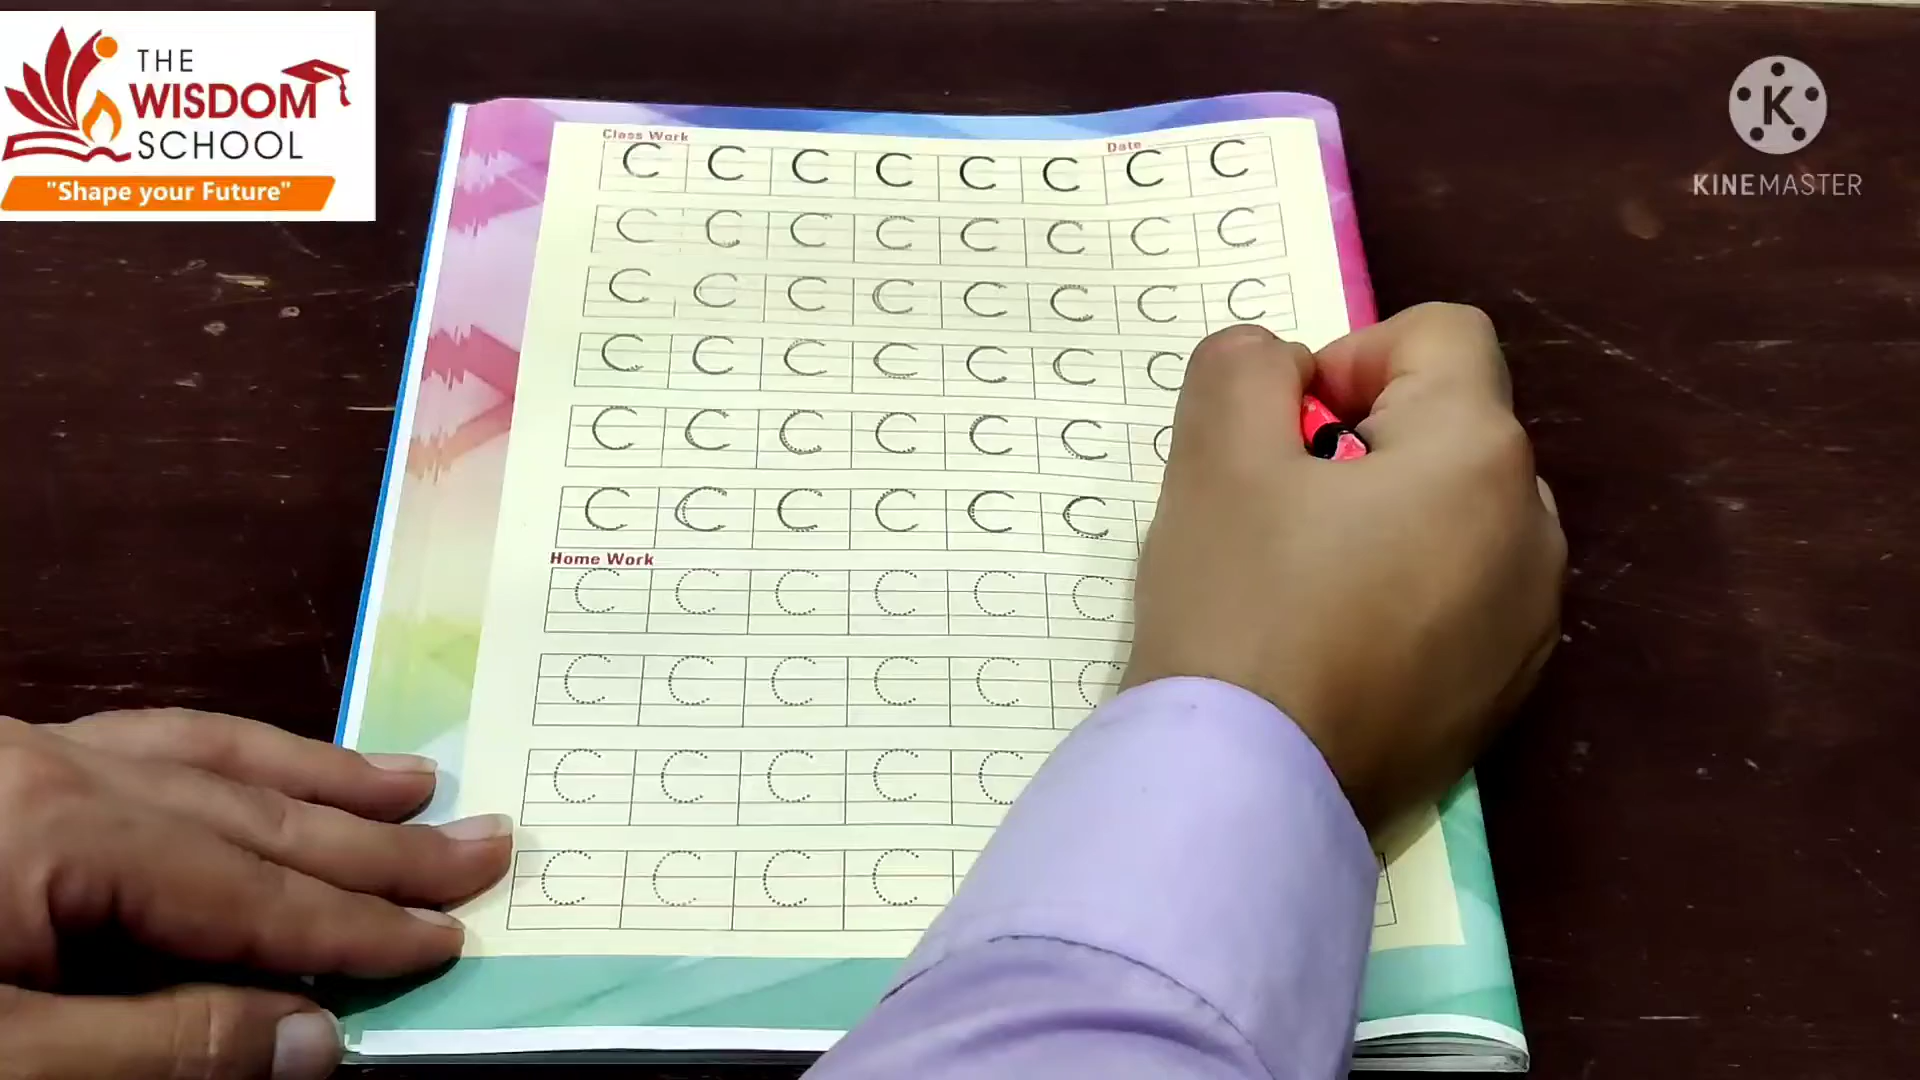 THE
WISDOM
SCHOOL
"Shape your Future"
K
KINEMASTER
Class Work Date
C C C C C C C C
C C C C C C C C
C C C C C C C C
C C C C C C C
C C C C C C C
C C C C C C
Home Work
C C C C C C
C C C C C C
C C C C C
C C C C